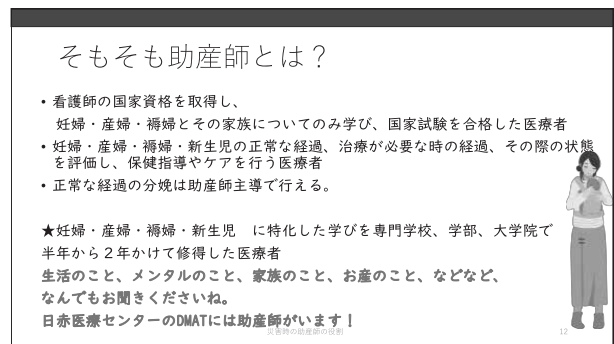 そもそも助産師とは？
• 看護師の国家資格を取得し、
妊婦・産婦・褥婦とその家族についてのみ学び、国家試験を合格した医療者
• 妊婦・産婦・褥婦・新生児の正常な経過、治療が必要な時の経過、その際の状態
を評価し、保健指導やケアを行う医療者
• 正常な経過の分娩は助産師主導で行える。
★妊婦・産婦・褥婦・新生児　に特化した学びを専門学校、学部、大学院で
半年から２年かけて修得した医療者
生活のこと、メンタルのこと、家族のこと、お産のこと、などなど、
なんでもお聞きくださいね。
日赤医療センターのDMATには助産師がいます！
災害時の助産師の役割
12